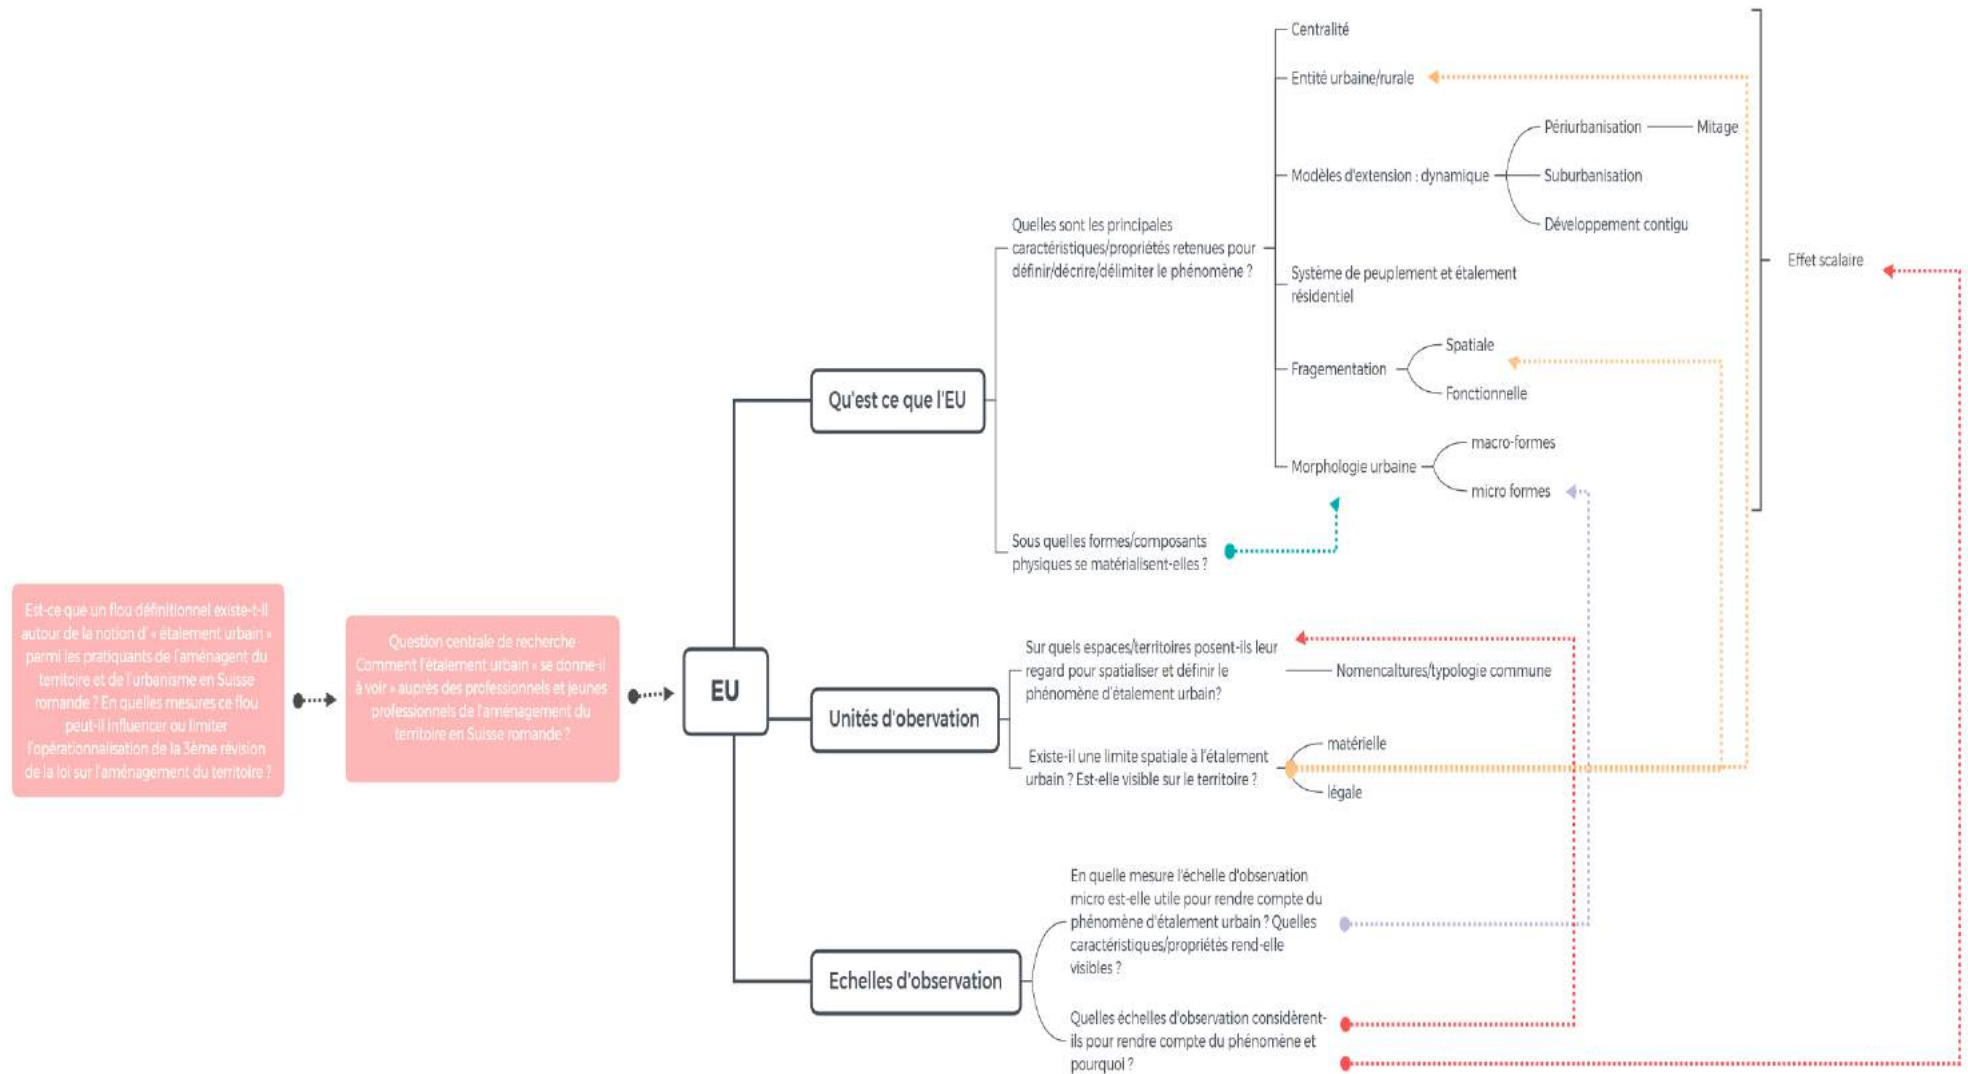 Est-ce que un flou définitionnel existe-t-il
autour de la notion d' « étalement urbain »
parmi les pratiquants de l'aménagent du
territoire et de l'urbanisme en Suisse
romande ? En quelles mesures ce flou
peut-il influencer ou limiter
l'opérationnalisation de la 3ème révision
de la loi sur l'aménagement du territoire ?
Question centrale de recherche
Comment l'étalement urbain « se donne-il
à voir » auprès des professionnels et jeunes
professionnels de l'aménagement du
territoire en Suisse romande ?
EU
Qu'est ce que l'EU
Quelles sont les principales
caractéristiques/propriétés retenues pour
définir/décrire/délimiter le phénomène ?
Centralité
Entité urbaine/rurale
Modèles d'extension : dynamique
Périurbanisation
Mitage
Suburbanisation
Développement contigu
Système de peuplement et étalement
résidentiel
Fragementation
Spatiale
Fonctionnelle
Morphologie urbaine
macro-formes
micro formes
Effet scalaire
Sous quelles formes/composants
physiques se matérialisent-elles ?
Unités d'obervation
Sur quels espaces/territoires posent-ils leur
regard pour spatialiser et définir le
phénomène d'étalement urbain?
Nomencaltures/typologie commune
Existe-il une limite spatiale à l'étalement
urbain ? Est-elle visible sur le territoire ?
matérielle
légale
Echelles d'observation
En quelle mesure l'échelle d'observation
micro est-elle utile pour rendre compte du
phénomène d'étalement urbain ? Quelles
caractéristiques/propriétés rend-elle
visibles ?
Quelles échelles d'observation considèrent-
ils pour rendre compte du phénomène et
pourquoi ?